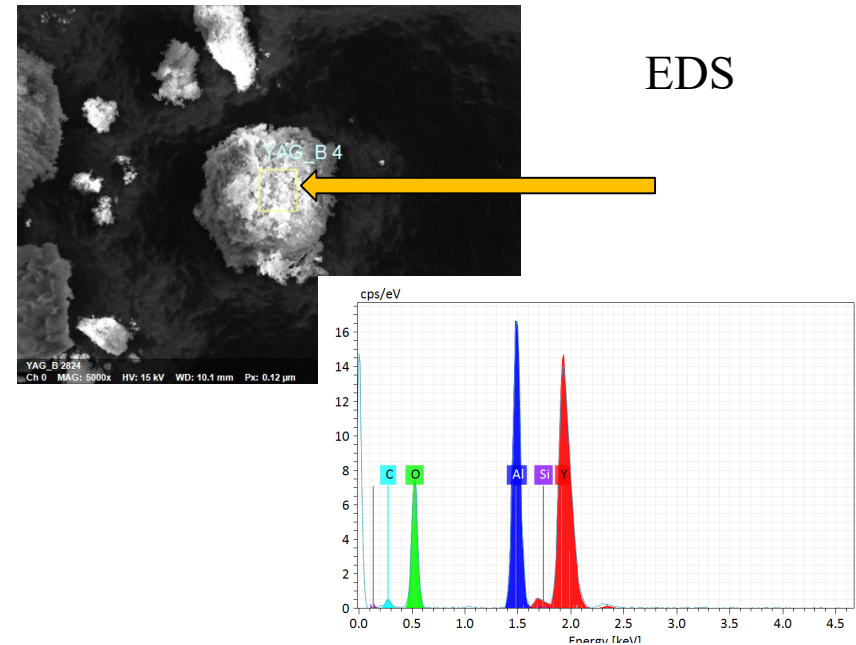 EDS
YAG_B 4
YAG_B 2824
Ch 0 MAG: 5000x HV: 15 kV WD: 10.1 mm Px: 0.12 µm
cps/eV
16
14
12
10
8
6
4
2
0
C O Al Si Y
0.0 0.5 1.0 1.5 2.0 2.5 3.0 3.5 4.0 4.5
Energy [keV]